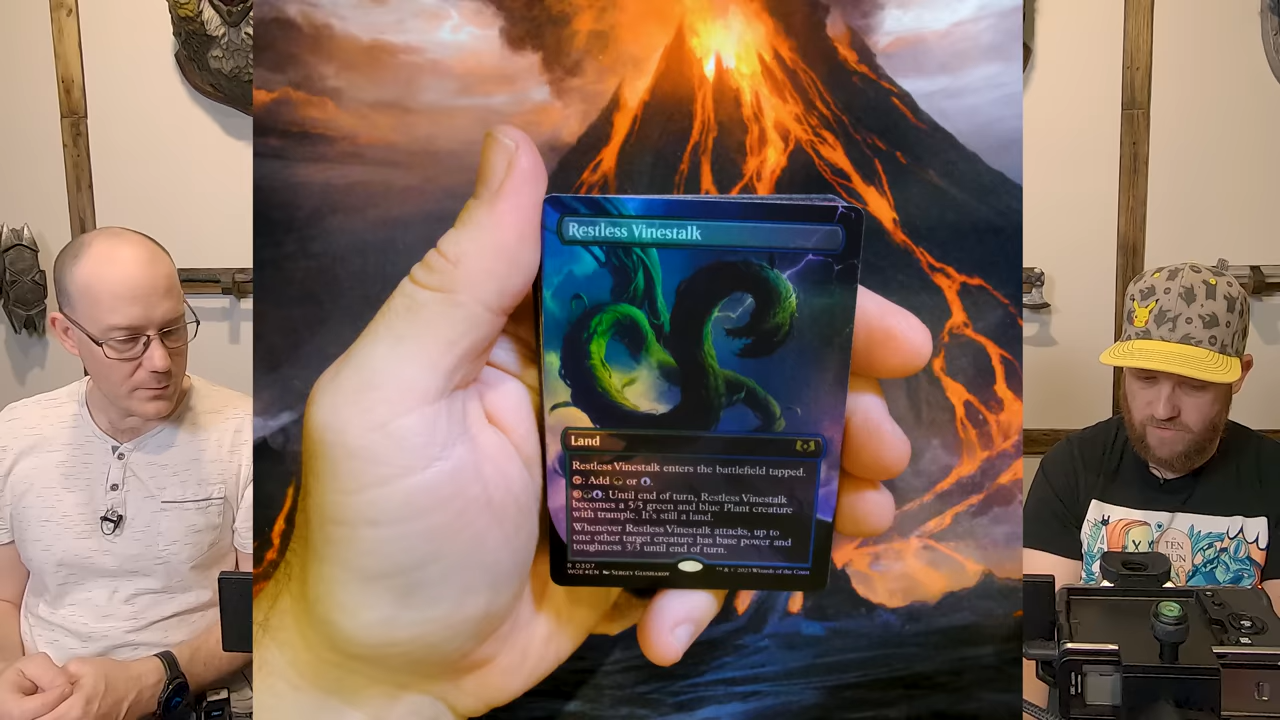 Restless Vinestalk
Land
Restless Vinestalk enters the battlefield tapped.
: Add or .
: Until end of turn, Restless Vinestalk
becomes a 5/5 green and blue Plant creature
with trample. It's still a land.
Whenever Restless Vinestalk attacks, up to
one other target creature has base power and
toughness 3/3 until end of turn.
R 0307
WOE EN Sergey Glushakov
™ & © 2023 Wizards of the Coast